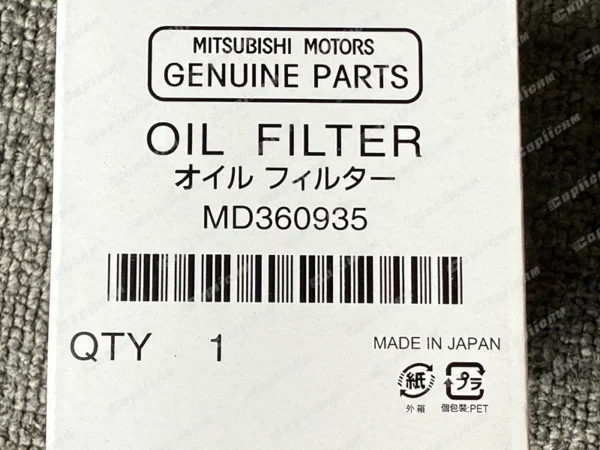 MITSUBISHI MOTORS
GENUINE PARTS
OIL FILTER
オイル フィルター
MD360935
QTY 1
MADE IN JAPAN
紙 プラ
外箱 個包装:PET